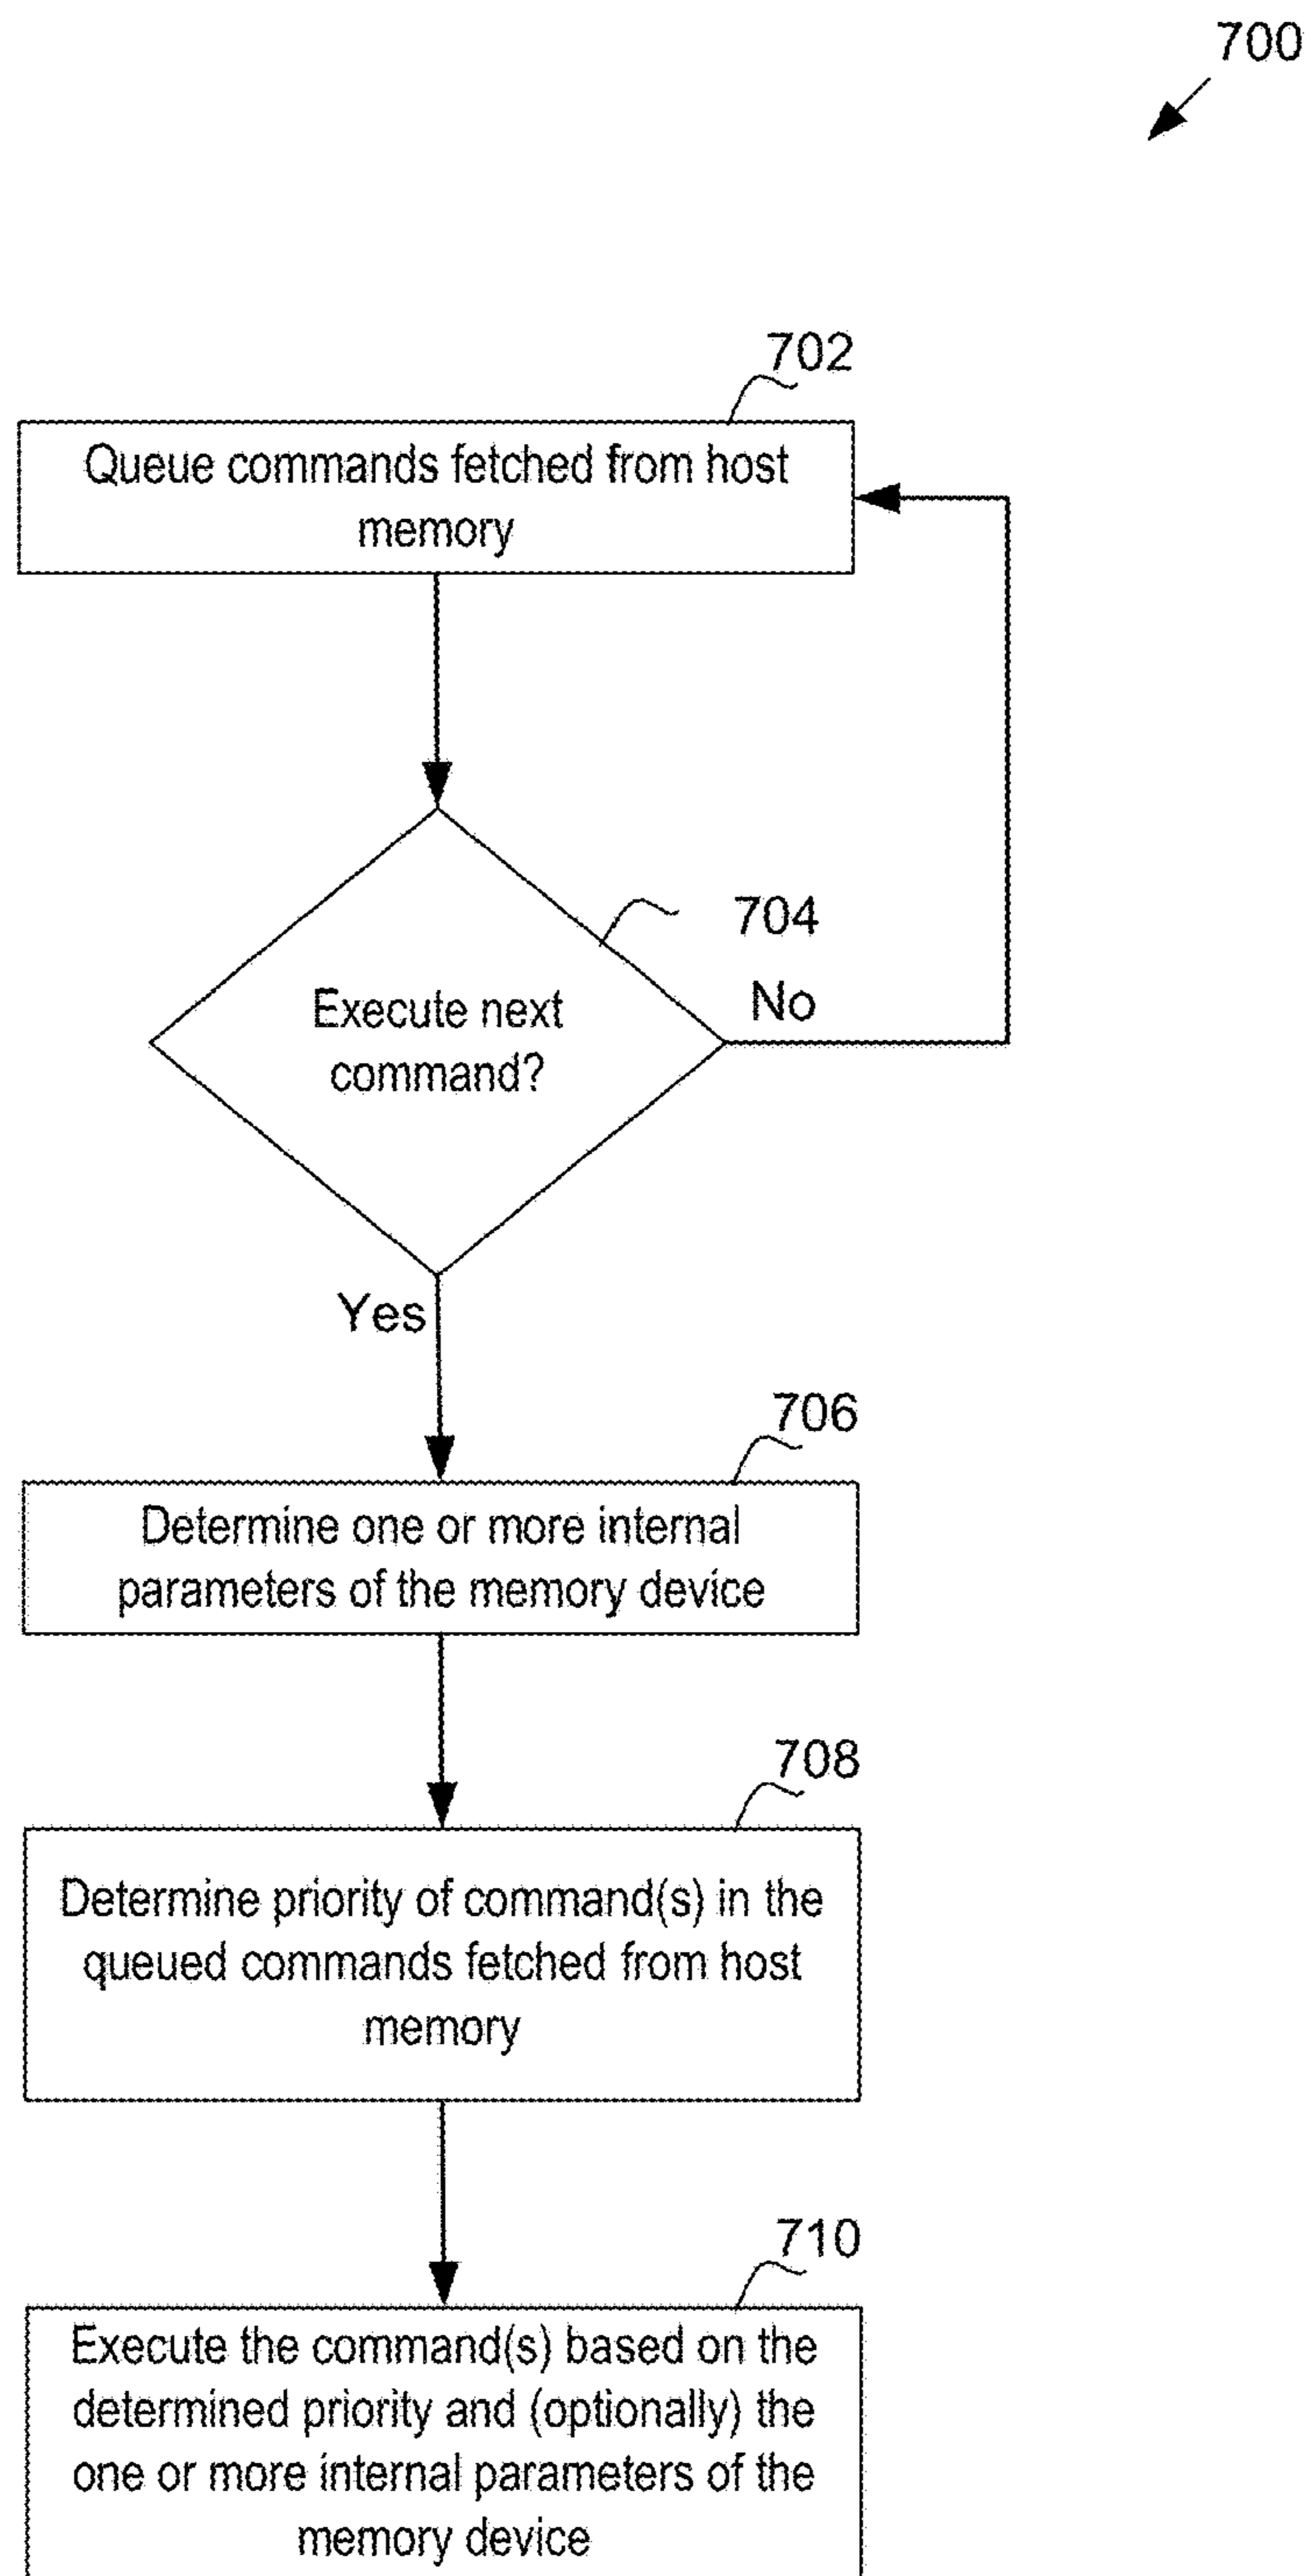 700
702
Queue commands fetched from host
memory
704
Execute next
command?
No
Yes
706
Determine one or more internal
parameters of the memory device
708
Determine priority of command(s) in the
queued commands fetched from host
memory
710
Execute the command(s) based on the
determined priority and (optionally) the
one or more internal parameters of the
memory device